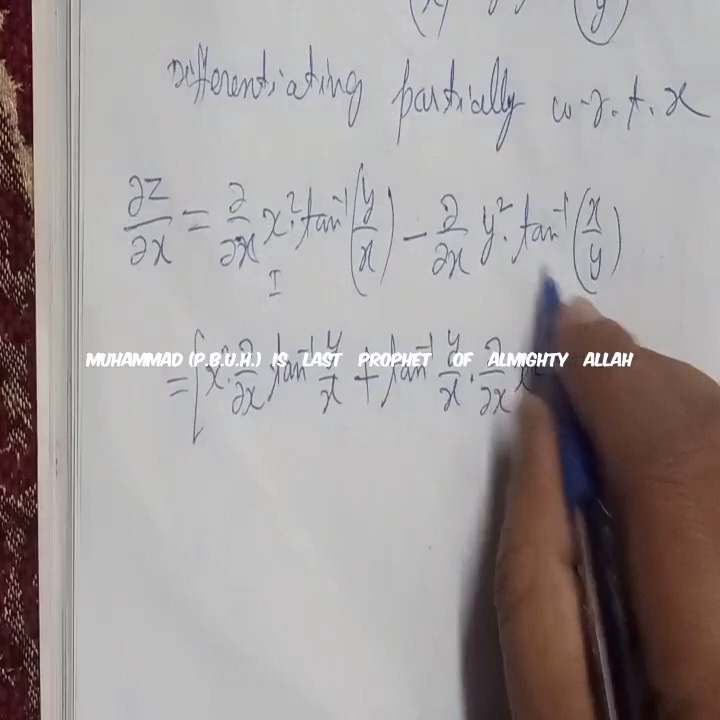 (x) y (y)
Differentiating partially w.r.t. x
∂z/∂x = ∂/∂x x². tan⁻¹(y/x) − ∂/∂x y². tan⁻¹(x/y)
I
MUHAMMAD (P.B.U.H.) IS LAST PROPHET OF ALMIGHTY ALLAH
= [x². ∂/∂x tan⁻¹ y/x + tan⁻¹ y/x . ∂/∂x x